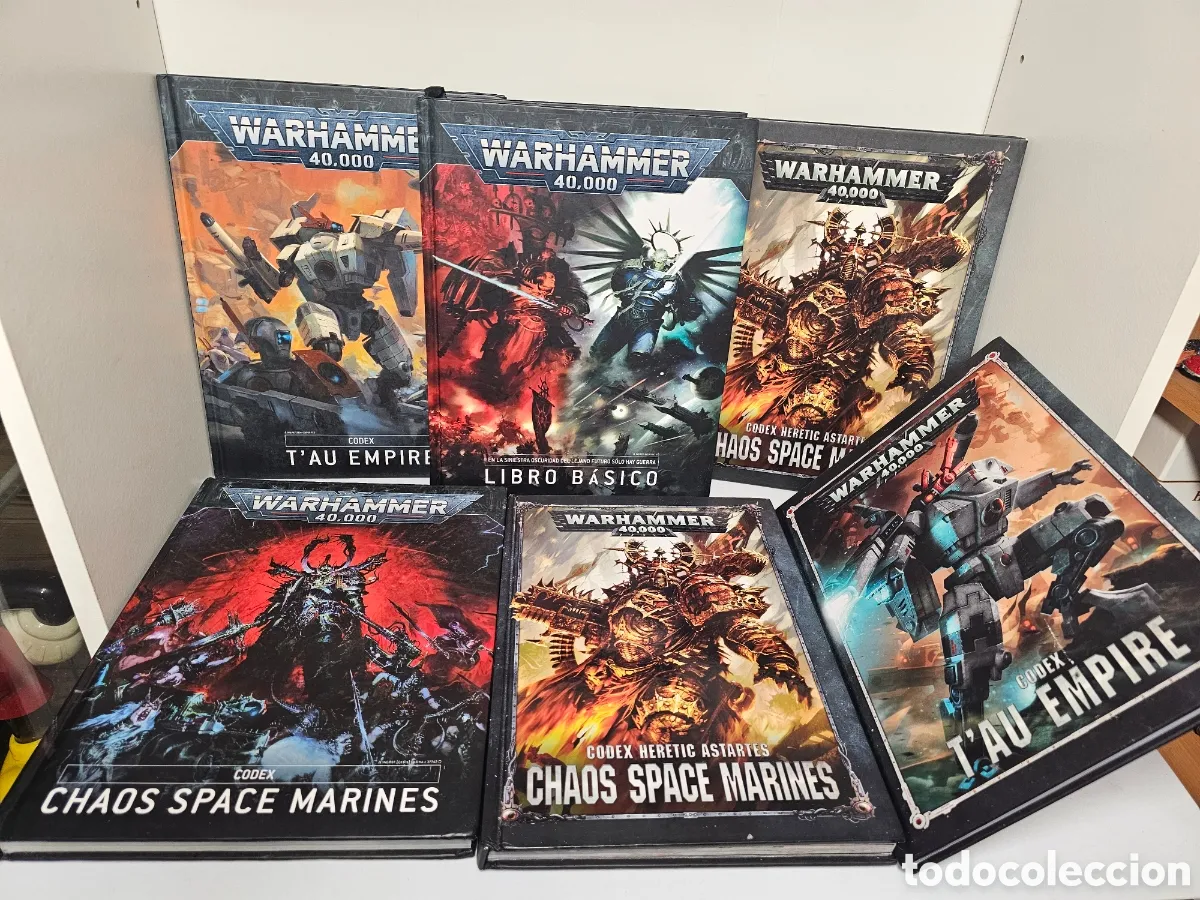 WARHAMME
40,000
CODEX
T'AU EMPIRE
WARHAMMER
40,000
EN LA SINIESTRA OSCURIDAD DEL LEJANO FUTURO SÓLO HAY GUERRA
LIBRO BÁSICO
WARHAMMER
40,000
CODEX HERETIC ASTARTES
CHAOS SPACE M
WARHAMMER
40,000
CODEX
CHAOS SPACE MARINES
WARHAMMER
40,000
CODEX HERETIC ASTARTES
CHAOS SPACE MARINES
WARHAMMER
40,000
CODEX:
T'AU EMPIRE
todocoleccion